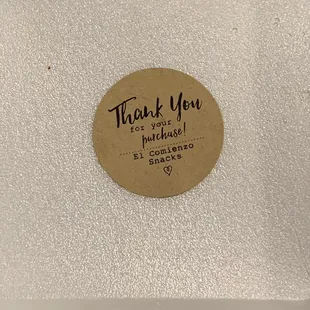 Thank You
for your
purchase!
El Comienzo
Snacks